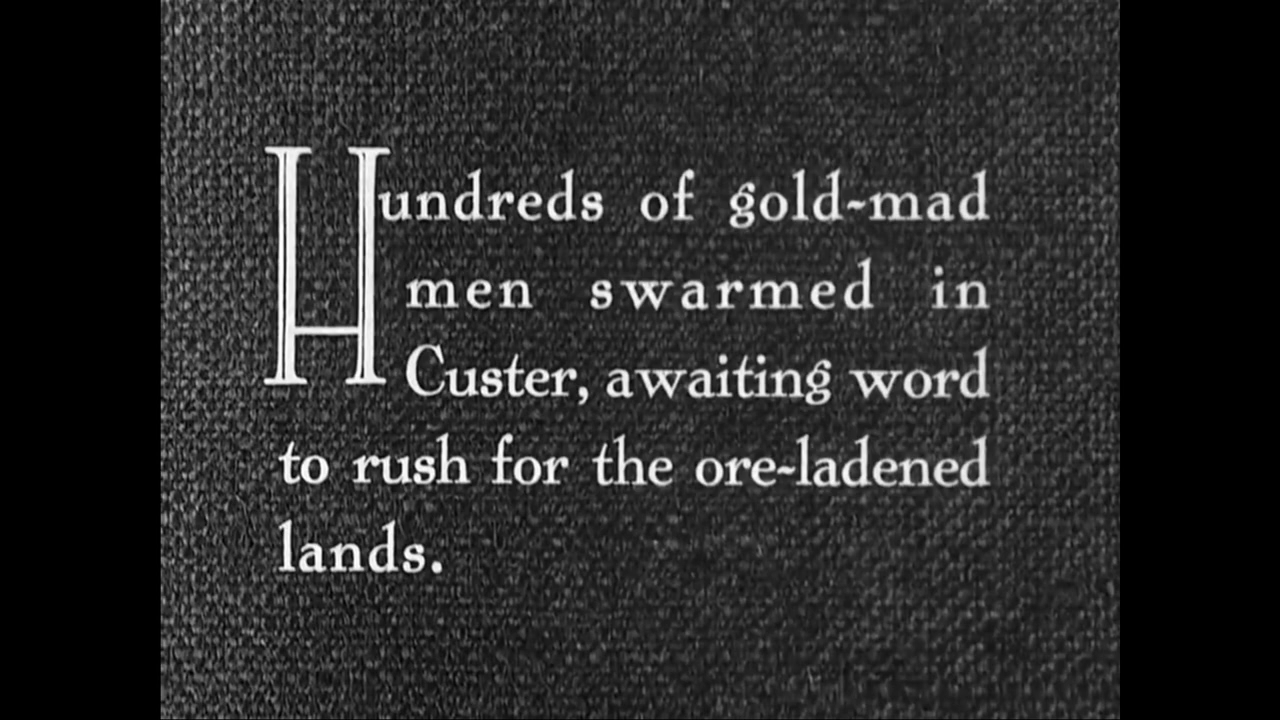 Hundreds of gold-mad
men swarmed in
Custer, awaiting word
to rush for the ore-ladened
lands.